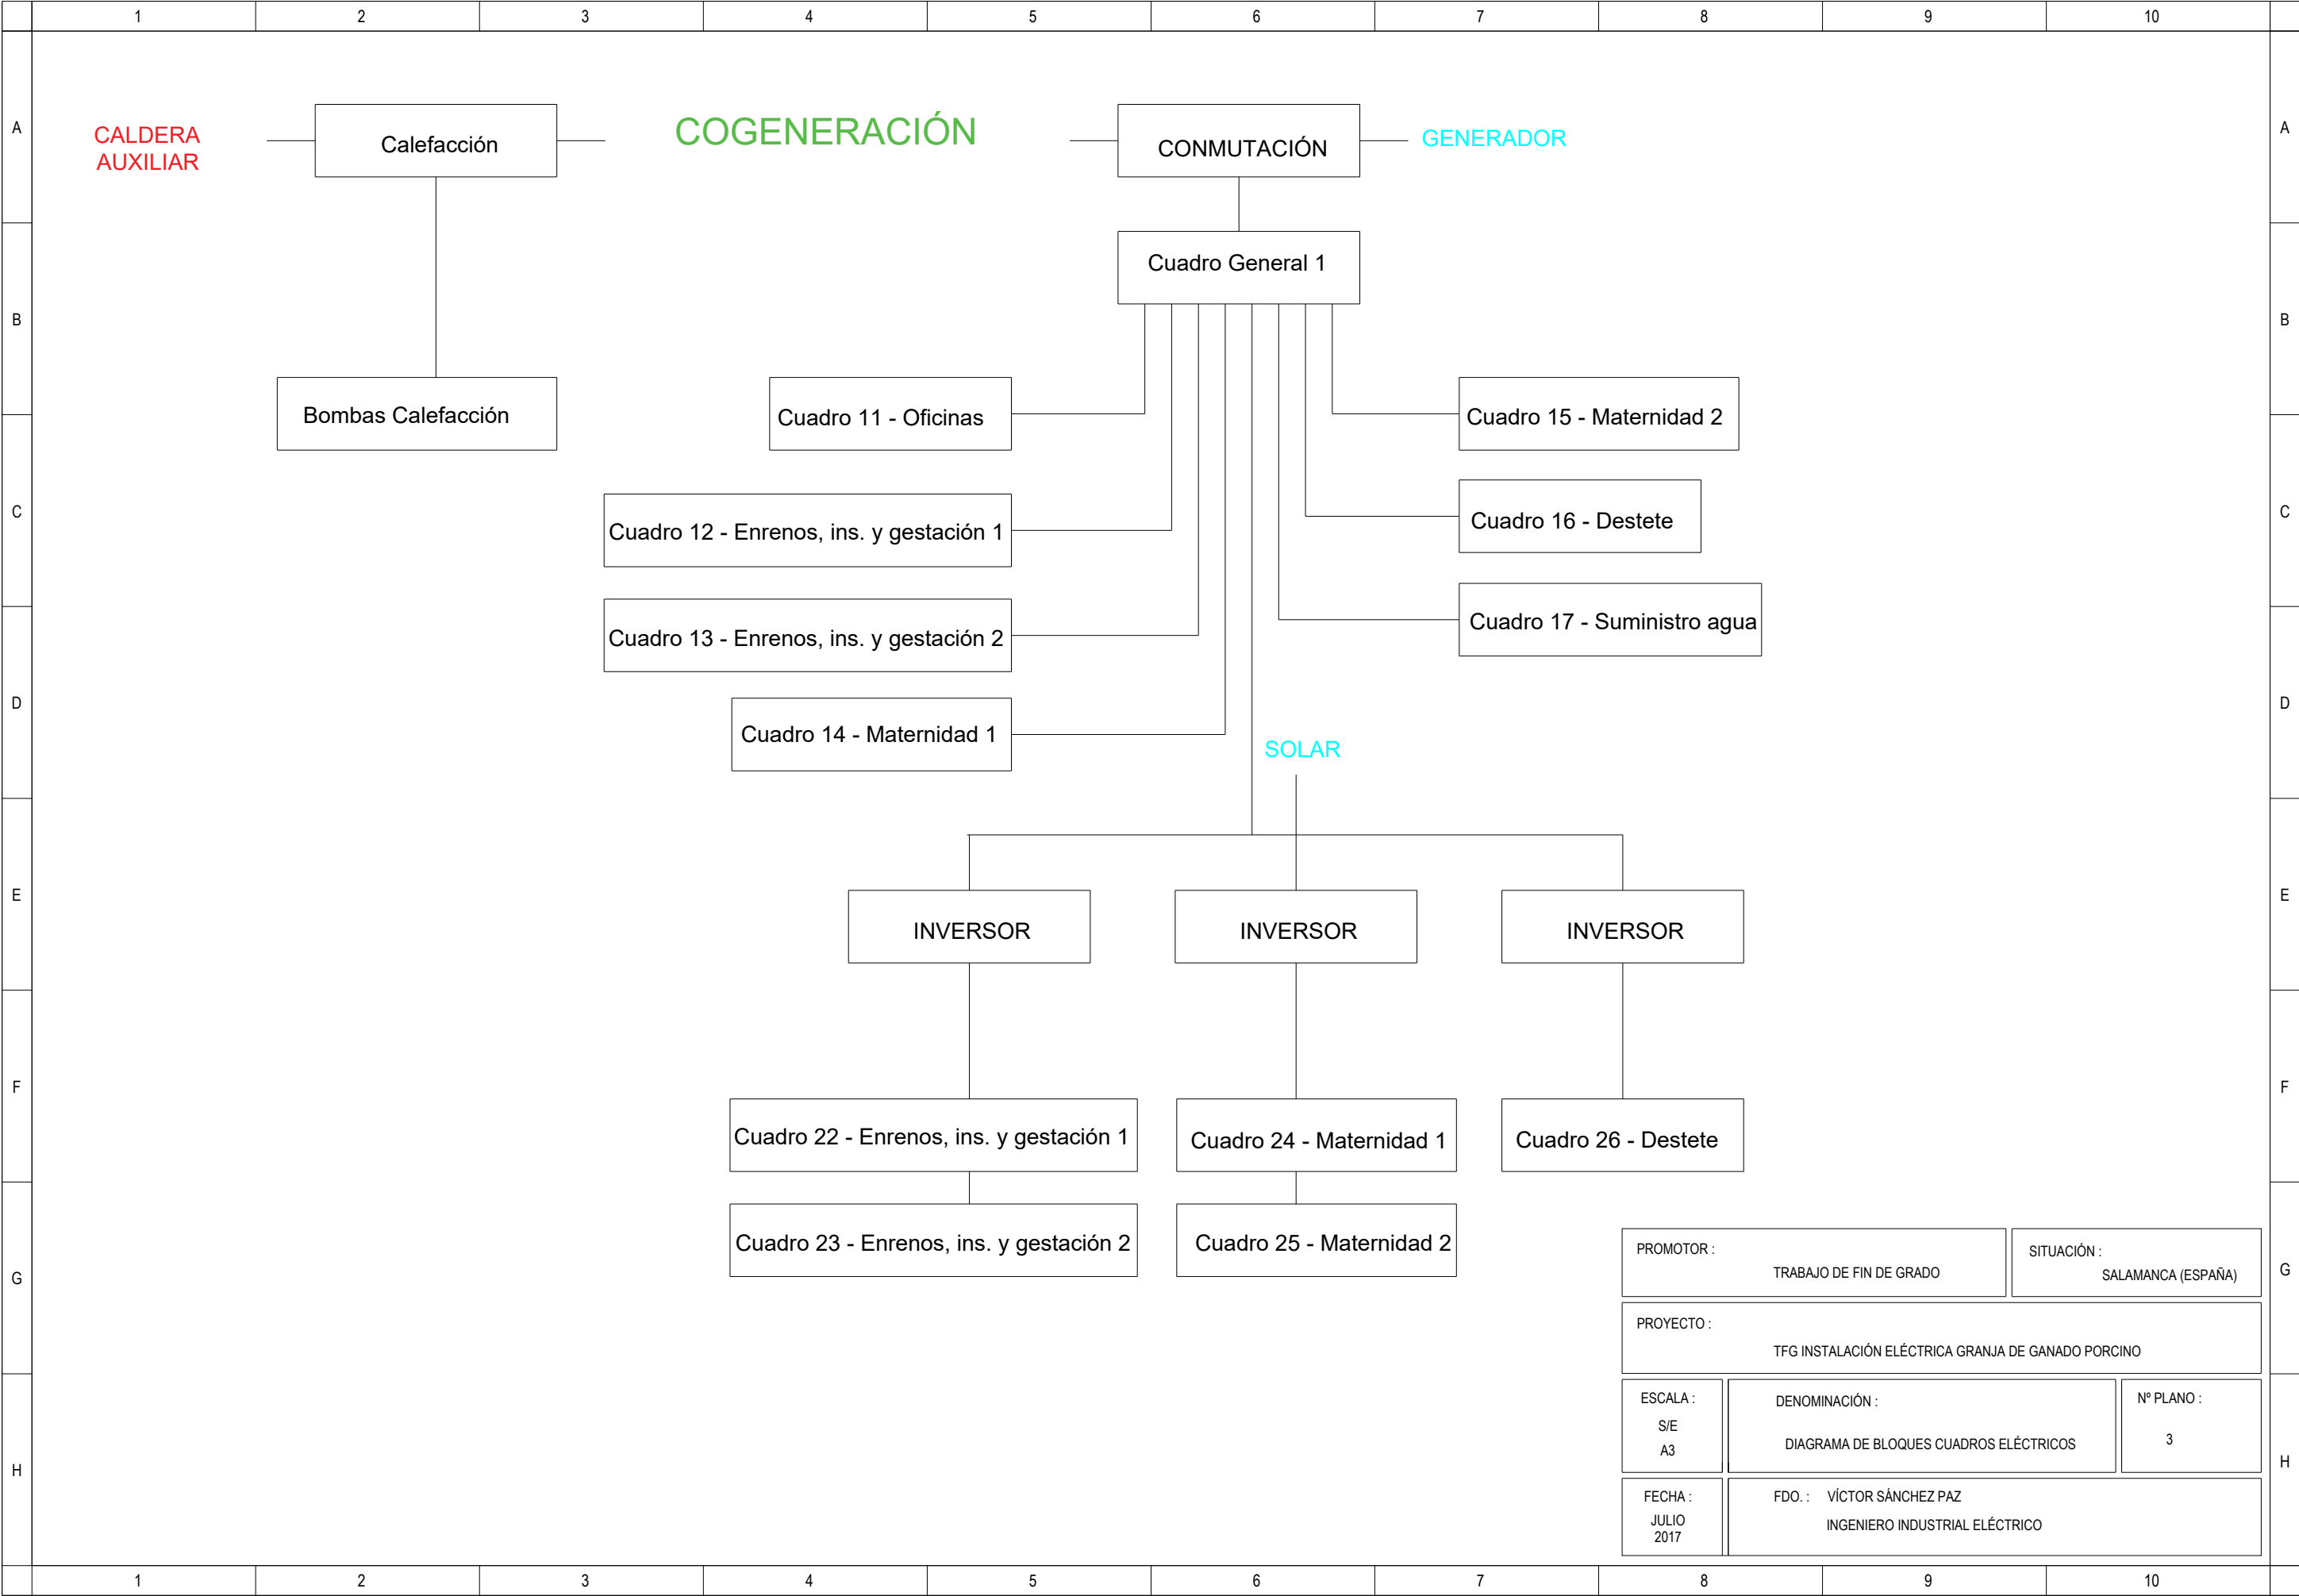 1 2 3 4 5 6 7 8 9 10
A A
CALDERA
AUXILIAR
Calefacción
COGENERACIÓN
CONMUTACIÓN
GENERADOR
Cuadro General 1
B B
Bombas Calefacción
Cuadro 11 - Oficinas
Cuadro 15 - Maternidad 2
C C
Cuadro 12 - Enrenos, ins. y gestación 1
Cuadro 16 - Destete
Cuadro 13 - Enrenos, ins. y gestación 2
Cuadro 17 - Suministro agua
D D
Cuadro 14 - Maternidad 1
SOLAR
E E
INVERSOR
INVERSOR
INVERSOR
F F
Cuadro 22 - Enrenos, ins. y gestación 1
Cuadro 24 - Maternidad 1
Cuadro 26 - Destete
Cuadro 23 - Enrenos, ins. y gestación 2
Cuadro 25 - Maternidad 2
G G
PROMOTOR :
TRABAJO DE FIN DE GRADO
SITUACIÓN :
SALAMANCA (ESPAÑA)
PROYECTO :
TFG INSTALACIÓN ELÉCTRICA GRANJA DE GANADO PORCINO
H H
ESCALA :
S/E
A3
DENOMINACIÓN :
DIAGRAMA DE BLOQUES CUADROS ELÉCTRICOS
Nº PLANO :
3
FECHA :
JULIO
2017
FDO. : VÍCTOR SÁNCHEZ PAZ
INGENIERO INDUSTRIAL ELÉCTRICO
1 2 3 4 5 6 7 8 9 10